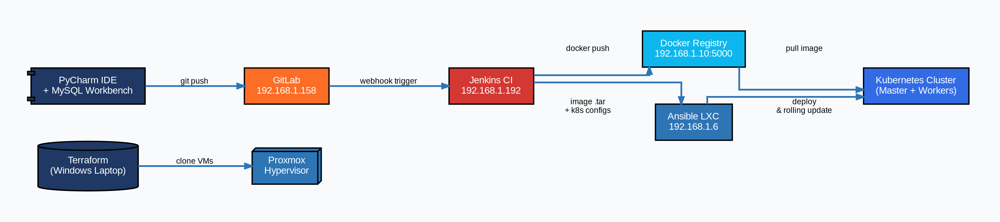 PyCharm IDE
+ MySQL Workbench
git push
GitLab
192.168.1.158
webhook trigger
Jenkins CI
192.168.1.192
docker push
Docker Registry
192.168.1.10:5000
pull image
image .tar
+ k8s configs
Ansible LXC
192.168.1.6
deploy
& rolling update
Kubernetes Cluster
(Master + Workers)
Terraform
(Windows Laptop)
clone VMs
Proxmox
Hypervisor